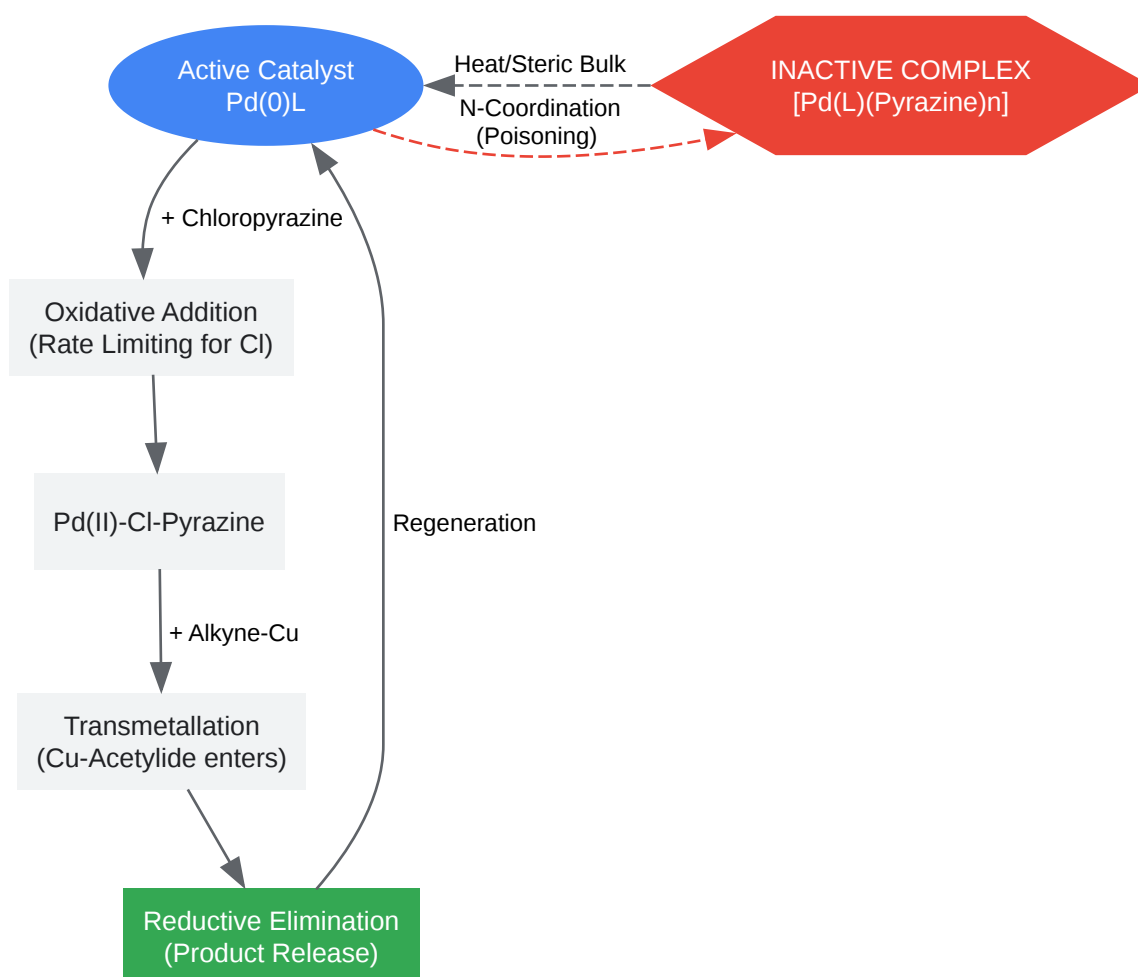 Active Catalyst
Pd(0)L
Heat/Steric Bulk
N-Coordination
(Poisoning)
INACTIVE COMPLEX
[Pd(L)(Pyrazine)n]
+ Chloropyrazine
Oxidative Addition
(Rate Limiting for Cl)
Pd(II)-Cl-Pyrazine
Regeneration
+ Alkyne-Cu
Transmetallation
(Cu-Acetylide enters)
Reductive Elimination
(Product Release)